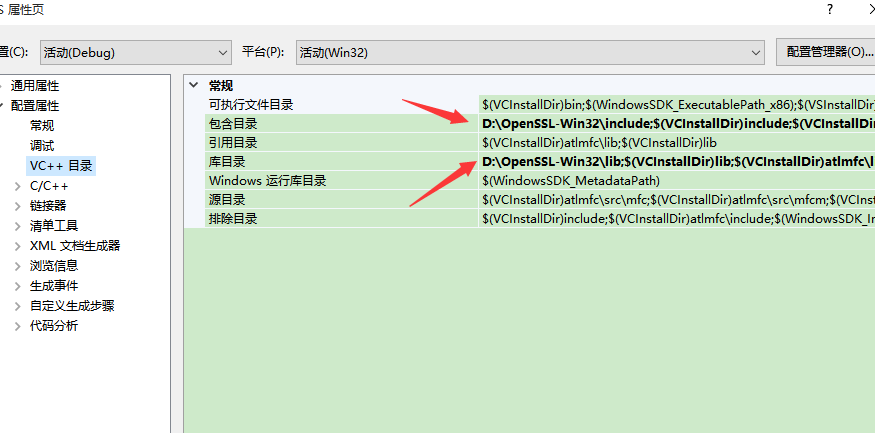 S 属性页
?
置(C):
活动(Debug)
平台(P):
活动(Win32)
配置管理器(O)...
通用属性
配置属性
常规
调试
VC++ 目录
C/C++
链接器
清单工具
XML 文档生成器
浏览信息
生成事件
自定义生成步骤
代码分析
常规
可执行文件目录 $(VCInstallDir)bin;$(WindowsSDK_ExecutablePath_x86);$(VSInstallDir)
包含目录 D:\OpenSSL-Win32\include;$(VCInstallDir)include;$(VCInstallDir)
引用目录 $(VCInstallDir)atlmfc\lib;$(VCInstallDir)lib
库目录 D:\OpenSSL-Win32\lib;$(VCInstallDir)lib;$(VCInstallDir)atlmfc\l
Windows 运行库目录 $(WindowsSDK_MetadataPath)
源目录 $(VCInstallDir)atlmfc\src\mfc;$(VCInstallDir)atlmfc\src\mfcm;$(VCInst
排除目录 $(VCInstallDir)include;$(VCInstallDir)atlmfc\include;$(WindowsSDK_In